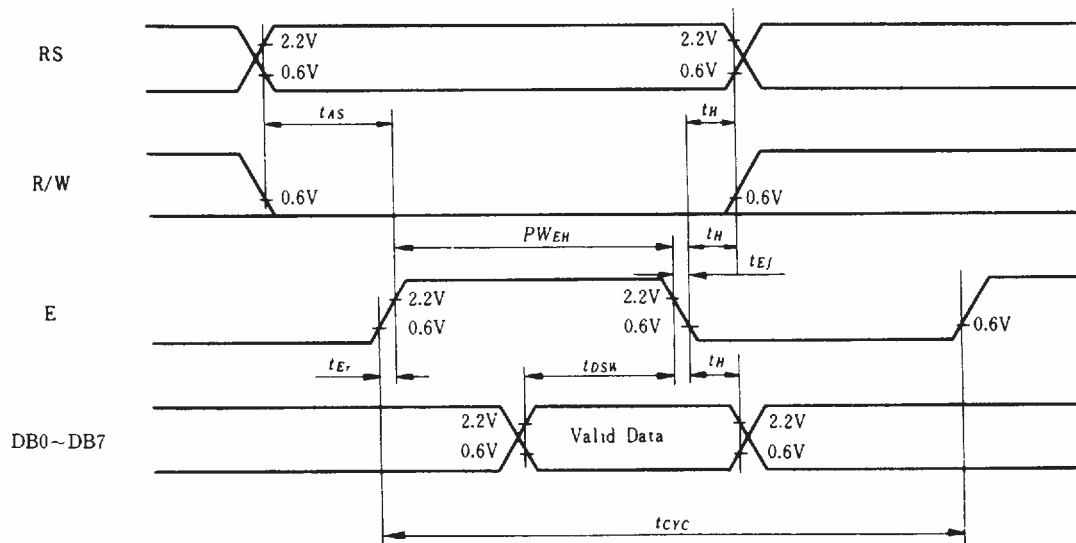 RS
2.2V
2.2V
0.6V
0.6V
tAS
tH
R/W
0.6V
0.6V
PWEH
tH
tEf
E
2.2V
2.2V
0.6V
0.6V
0.6V
tEr
tDSW
tH
DB0~DB7
2.2V
Valid Data
2.2V
0.6V
0.6V
tCYC